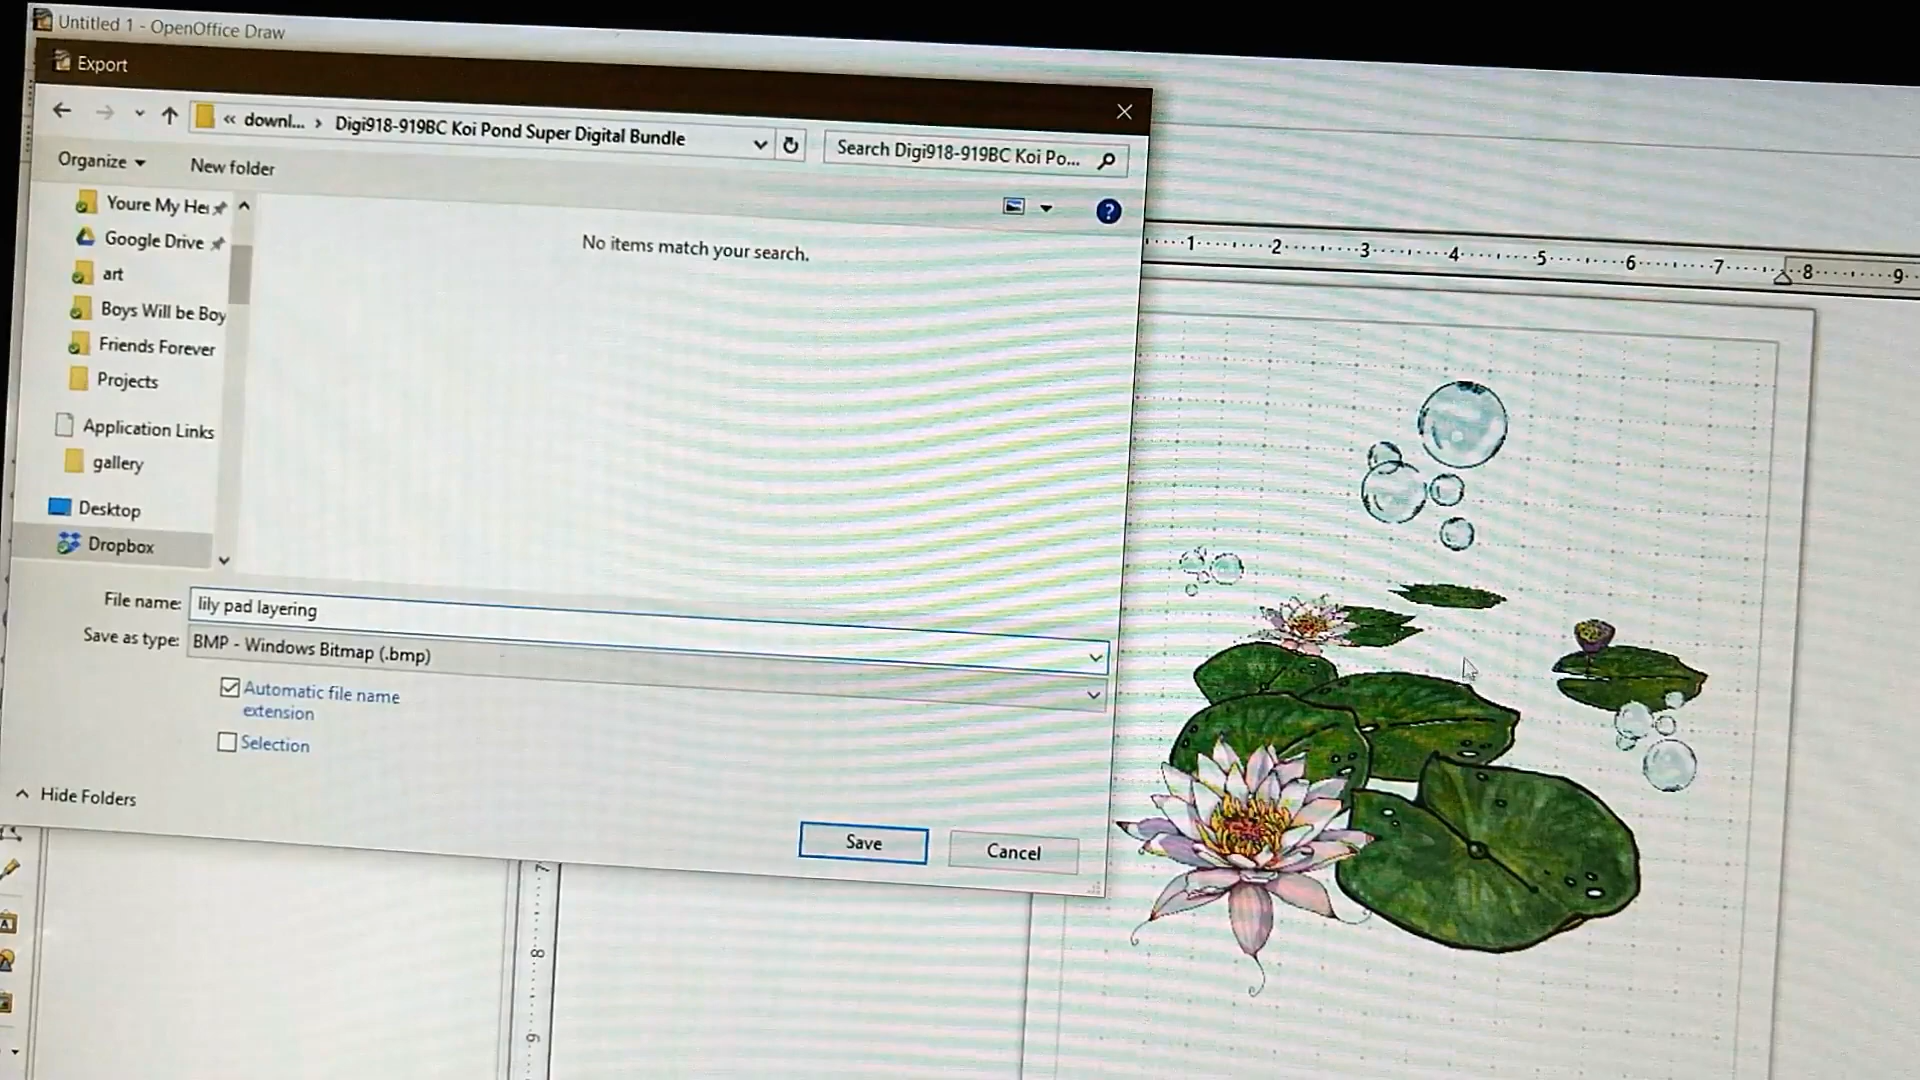 Untitled 1 - OpenOffice Draw
Export
« downl... › Digi918-919BC Koi Pond Super Digital Bundle
Search Digi918-919BC Koi Po...
Organize
New folder
?
Youre My He
Google Drive
art
Boys Will be Boy
Friends Forever
Projects
Application Links
gallery
Desktop
Dropbox
No items match your search.
1 2 3 4 5 6 7 8 9
File name: lily pad layering
Save as type: BMP - Windows Bitmap (.bmp)
Automatic file name
extension
Selection
Hide Folders
Save
Cancel
7
8
9